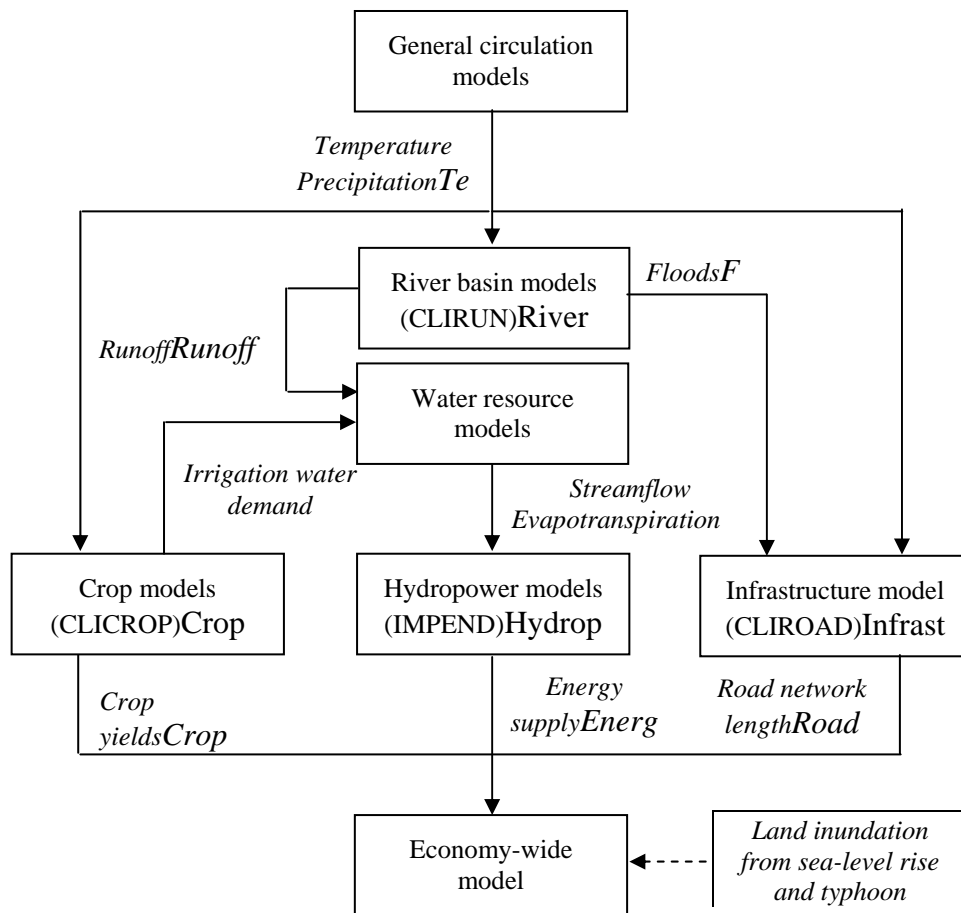 General circulation
models
Temperature
PrecipitationTe
River basin models
(CLIRUN)River
FloodsF
RunoffRunoff
Water resource
models
Irrigation water
demand
Streamflow
Evapotranspiration
Crop models
(CLICROP)Crop
Hydropower models
(IMPEND)Hydrop
Infrastructure model
(CLIROAD)Infrast
Crop
yieldsCrop
Energy
supplyEnerg
Road network
lengthRoad
Economy-wide
model
Land inundation
from sea-level rise
and typhoon